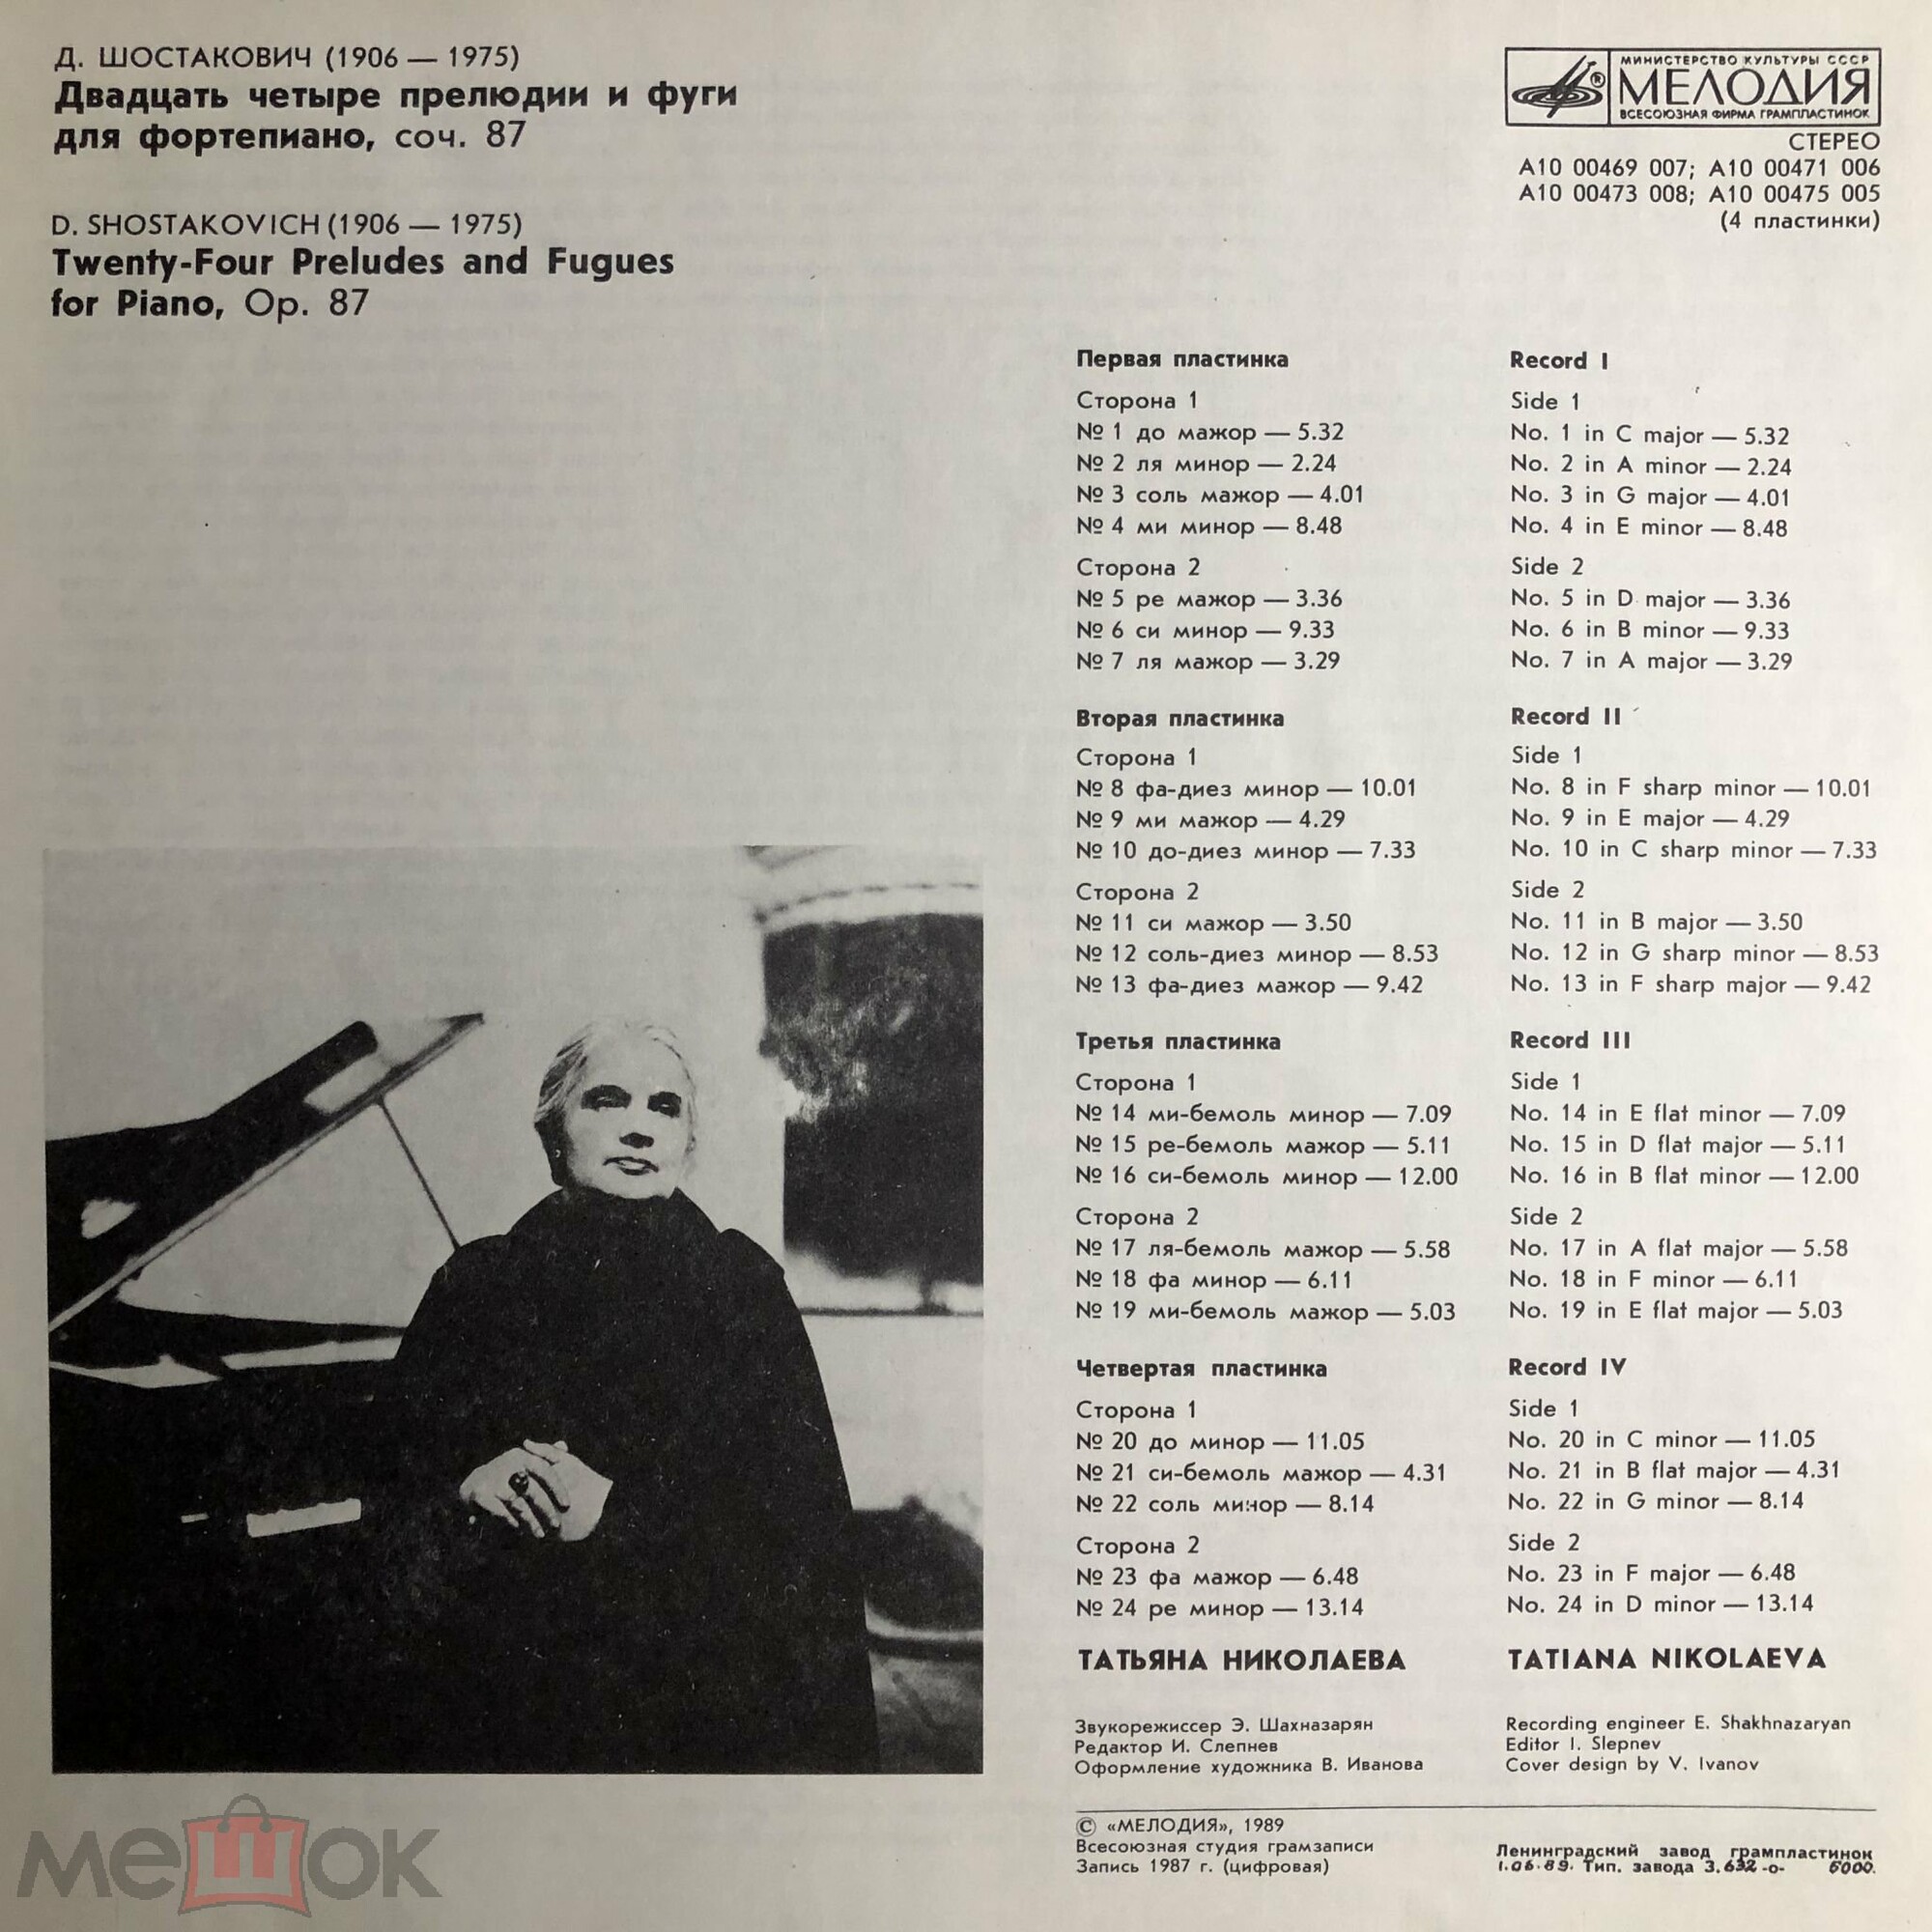 Д. ШОСТАКОВИЧ (1906 — 1975)
Двадцать четыре прелюдии и фуги
для фортепиано, соч. 87
D. SHOSTAKOVICH (1906 — 1975)
Twenty-Four Preludes and Fugues
for Piano, Op. 87
МИНИСТЕРСТВО КУЛЬТУРЫ СССР
МЕЛОДИЯ
ВСЕСОЮЗНАЯ ФИРМА ГРАМПЛАСТИНОК
СТЕРЕО
А10 00469 007; А10 00471 006
А10 00473 008; А10 00475 005
(4 пластинки)
Первая пластинка
Сторона 1
№ 1 до мажор — 5.32
№ 2 ля минор — 2.24
№ 3 соль мажор — 4.01
№ 4 ми минор — 8.48
Сторона 2
№ 5 ре мажор — 3.36
№ 6 си минор — 9.33
№ 7 ля мажор — 3.29
Вторая пластинка
Сторона 1
№ 8 фа-диез минор — 10.01
№ 9 ми мажор — 4.29
№ 10 до-диез минор — 7.33
Сторона 2
№ 11 си мажор — 3.50
№ 12 соль-диез минор — 8.53
№ 13 фа-диез мажор — 9.42
Третья пластинка
Сторона 1
№ 14 ми-бемоль минор — 7.09
№ 15 ре-бемоль мажор — 5.11
№ 16 си-бемоль минор — 12.00
Сторона 2
№ 17 ля-бемоль мажор — 5.58
№ 18 фа минор — 6.11
№ 19 ми-бемоль мажор — 5.03
Четвертая пластинка
Сторона 1
№ 20 до минор — 11.05
№ 21 си-бемоль мажор — 4.31
№ 22 соль минор — 8.14
Сторона 2
№ 23 фа мажор — 6.48
№ 24 ре минор — 13.14
ТАТЬЯНА НИКОЛАЕВА
Звукорежиссер Э. Шахназарян
Редактор И. Слепнев
Оформление художника В. Иванова
Record I
Side 1
No. 1 in C major — 5.32
No. 2 in A minor — 2.24
No. 3 in G major — 4.01
No. 4 in E minor — 8.48
Side 2
No. 5 in D major — 3.36
No. 6 in B minor — 9.33
No. 7 in A major — 3.29
Record II
Side 1
No. 8 in F sharp minor — 10.01
No. 9 in E major — 4.29
No. 10 in C sharp minor — 7.33
Side 2
No. 11 in B major — 3.50
No. 12 in G sharp minor — 8.53
No. 13 in F sharp major — 9.42
Record III
Side 1
No. 14 in E flat minor — 7.09
No. 15 in D flat major — 5.11
No. 16 in B flat minor — 12.00
Side 2
No. 17 in A flat major — 5.58
No. 18 in F minor — 6.11
No. 19 in E flat major — 5.03
Record IV
Side 1
No. 20 in C minor — 11.05
No. 21 in B flat major — 4.31
No. 22 in G minor — 8.14
Side 2
No. 23 in F major — 6.48
No. 24 in D minor — 13.14
TATIANA NIKOLAEVA
Recording engineer E. Shakhnazaryan
Editor I. Slepnev
Cover design by V. Ivanov
© «МЕЛОДИЯ», 1989
Всесоюзная студия грамзаписи
Запись 1987 г. (цифровая)
Ленинградский завод грампластинок
1.06.89. Тип. завода З. 632-о- 6000.
мешок